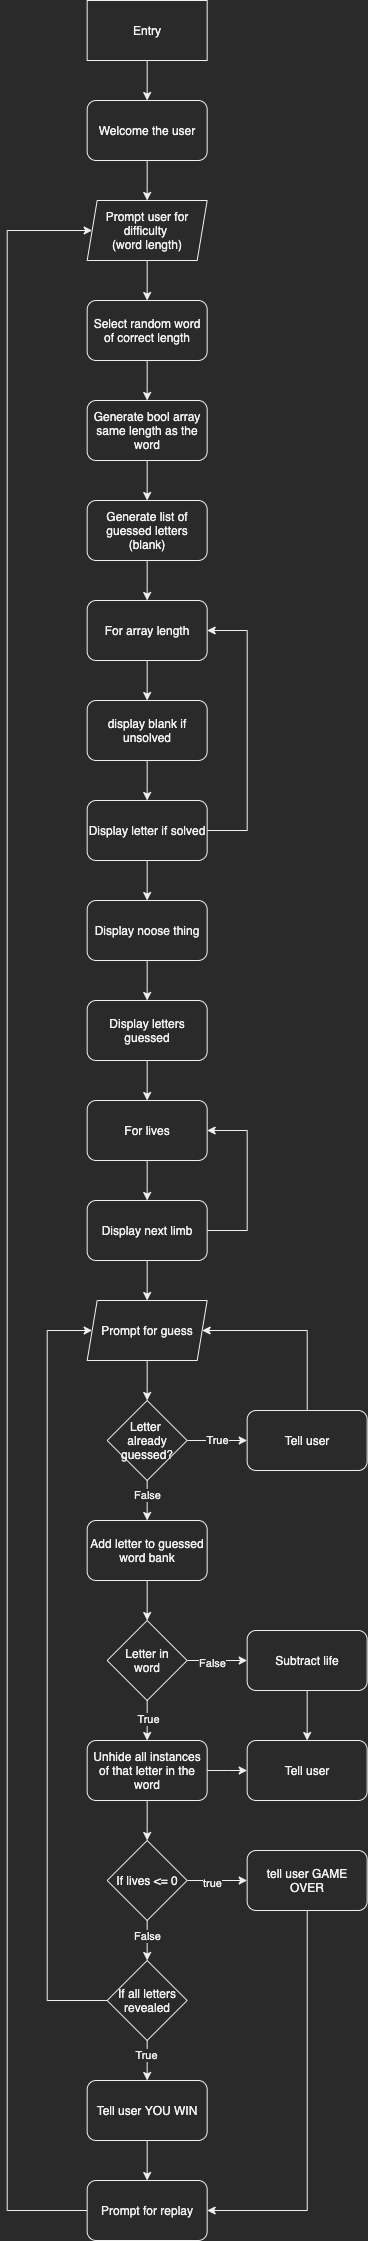 Entry
Welcome the user
Prompt user for
difficulty
(word length)
Select random word
of correct length
Generate bool array
same length as the
word
Generate list of
guessed letters
(blank)
For array length
display blank if
unsolved
Display letter if solved
Display noose thing
Display letters
guessed
For lives
Display next limb
Prompt for guess
Letter
already
guessed?
True
Tell user
False
Add letter to guessed
word bank
Letter in
word
False
Subtract life
True
Unhide all instances
of that letter in the
word
Tell user
If lives <= 0
true
tell user GAME
OVER
False
If all letters
revealed
True
Tell user YOU WIN
Prompt for replay